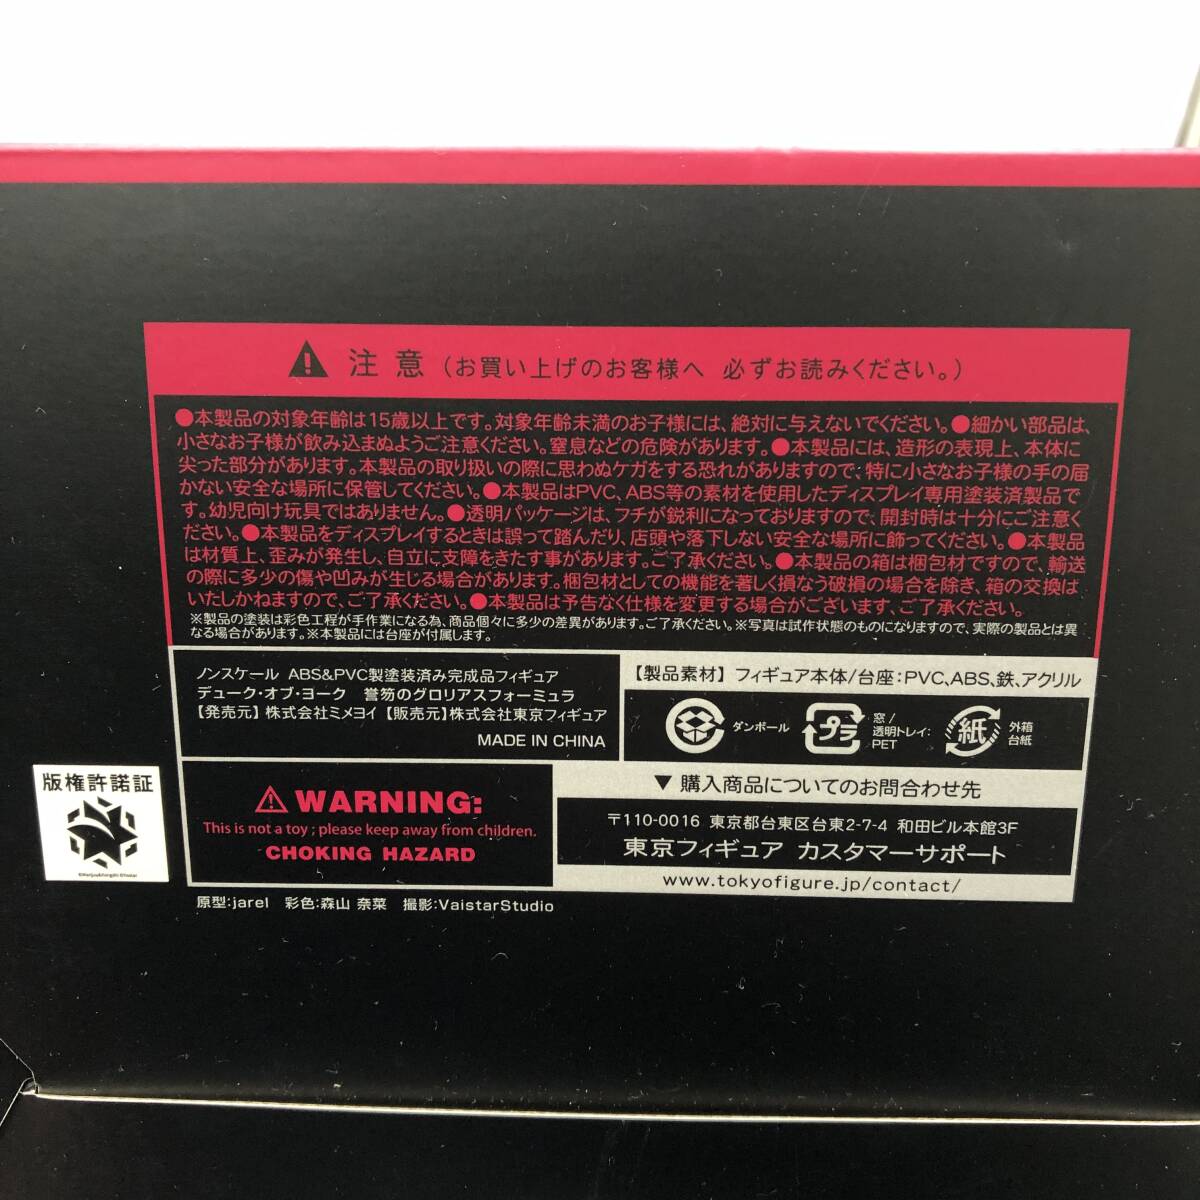 注意（お買い上げのお客様へ 必ずお読みください。）
●本製品の対象年齢は15歳以上です。対象年齢未満のお子様には、絶対に与えないでください。●細かい部品は、
小さなお子様が飲み込まぬようご注意ください。窒息などの危険があります。●本製品には、造形の表現上、本体に
尖った部分があります。本製品の取り扱いの際に思わぬケガをする恐れがありますので、特に小さなお子様の手の届
かない安全な場所に保管してください。●本製品はPVC、ABS等の素材を使用したディスプレイ専用塗装済製品で
す。幼児向け玩具ではありません。●透明パッケージは、フチが鋭利になっておりますので、開封時は十分にご注意く
ださい。●本製品をディスプレイするときは誤って踏んだり、店頭や落下しない安全な場所に飾ってください。●本製品
は材質上、歪みが発生し、自立に支障をきたす事があります。ご了承ください。●本製品の箱は梱包材ですので、輸送
の際に多少の傷や凹みが生じる場合があります。梱包材としての機能を著しく損なう破損の場合を除き、箱の交換は
いたしかねますので、ご了承ください。●本製品は予告なく仕様を変更する場合がございます、ご了承ください。
※製品の塗装は彩色工程が手作業になる為、商品個々に多少の差異があります。ご了承ください。※写真は試作状態のものになりますので、実際の製品とは異
なる場合があります。※本製品には台座が付属します。
ノンスケール ABS&PVC製塗装済み完成品フィギュア
デューク・オブ・ヨーク 誉笏のグロリアスフォーミュラ
【発売元】株式会社ミメヨイ【販売元】株式会社東京フィギュア
MADE IN CHINA
【製品素材】フィギュア本体/台座：PVC、ABS、鉄、アクリル
ダンボール
プラ
窓/
透明トレイ：
PET
紙
外箱
台紙
WARNING:
This is not a toy ; please keep away from children.
CHOKING HAZARD
▼購入商品についてのお問合わせ先
〒110-0016 東京都台東区台東2-7-4 和田ビル本館3F
東京フィギュア カスタマーサポート
www.tokyofigure.jp/contact/
版権許諾証
©Manjuu&Yongshi ©Yostar
原型：jarel 彩色：森山 奈菜 撮影：VaistarStudio